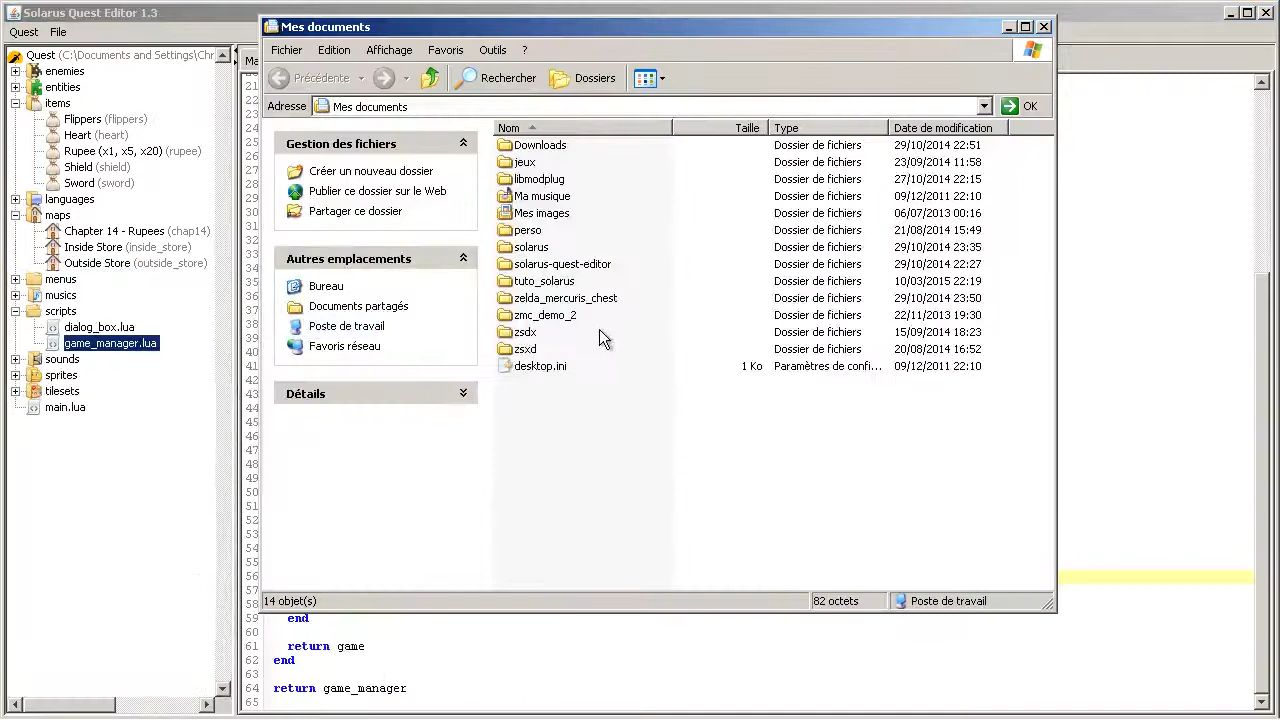 Solarus Quest Editor 1.3
Quest File
Quest (C:\Documents and Settings\Chr
enemies
entities
items
Flippers (flippers)
Heart (heart)
Rupee (x1, x5, x20) (rupee)
Shield (shield)
Sword (sword)
languages
maps
Chapter 14 - Rupees (chap14)
Inside Store (inside_store)
Outside Store (outside_store)
menus
musics
scripts
dialog_box.lua
game_manager.lua
sounds
sprites
tilesets
main.lua
Ma
21
22
23
24
25
26
27
28
29
30
31
32
33
34
35
36
37
38
39
40
41
42
43
44
45
46
47
48
49
50
51
52
53
54
55
56
57
58
59 end
60
61 return game
62 end
63
64 return game_manager
65
Mes documents
Fichier Edition Affichage Favoris Outils ?
Précédente Rechercher Dossiers
Adresse Mes documents OK
Gestion des fichiers
Créer un nouveau dossier
Publier ce dossier sur le Web
Partager ce dossier
Autres emplacements
Bureau
Documents partagés
Poste de travail
Favoris réseau
Détails
Nom Taille Type Date de modification
Downloads Dossier de fichiers 29/10/2014 22:51
jeux Dossier de fichiers 23/09/2014 11:58
libmodplug Dossier de fichiers 27/10/2014 22:15
Ma musique Dossier de fichiers 09/12/2011 22:10
Mes images Dossier de fichiers 06/07/2013 00:16
perso Dossier de fichiers 21/08/2014 15:49
solarus Dossier de fichiers 29/10/2014 23:35
solarus-quest-editor Dossier de fichiers 29/10/2014 22:27
tuto_solarus Dossier de fichiers 10/03/2015 22:19
zelda_mercuris_chest Dossier de fichiers 29/10/2014 23:50
zmc_demo_2 Dossier de fichiers 22/11/2013 19:30
zsdx Dossier de fichiers 15/09/2014 18:23
zsxd Dossier de fichiers 20/08/2014 16:52
desktop.ini 1 Ko Paramètres de confi... 09/12/2011 22:10
14 objet(s) 82 octets Poste de travail